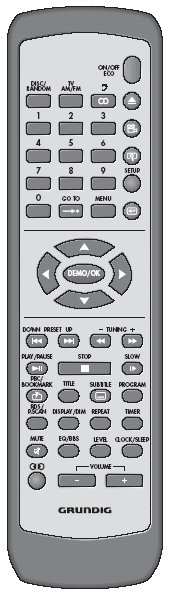 ON/OFF
ECO
DISC/
RANDOM
TV
AM/FM
1 2 3
4 5 6
7 8 9
SETUP
0 GO TO MENU
DEMO/OK
DOWN PRESET UP - TUNING +
PLAY/PAUSE STOP SLOW
PBC/
BOOKMARK TITLE SUBTITLE PROGRAM
RDS/
P.SCAN DISPLAY/DIM REPEAT TIMER
MUTE EQ/BBS LEVEL CLOCK/SLEEP
VOLUME
- +
GRUNDIG